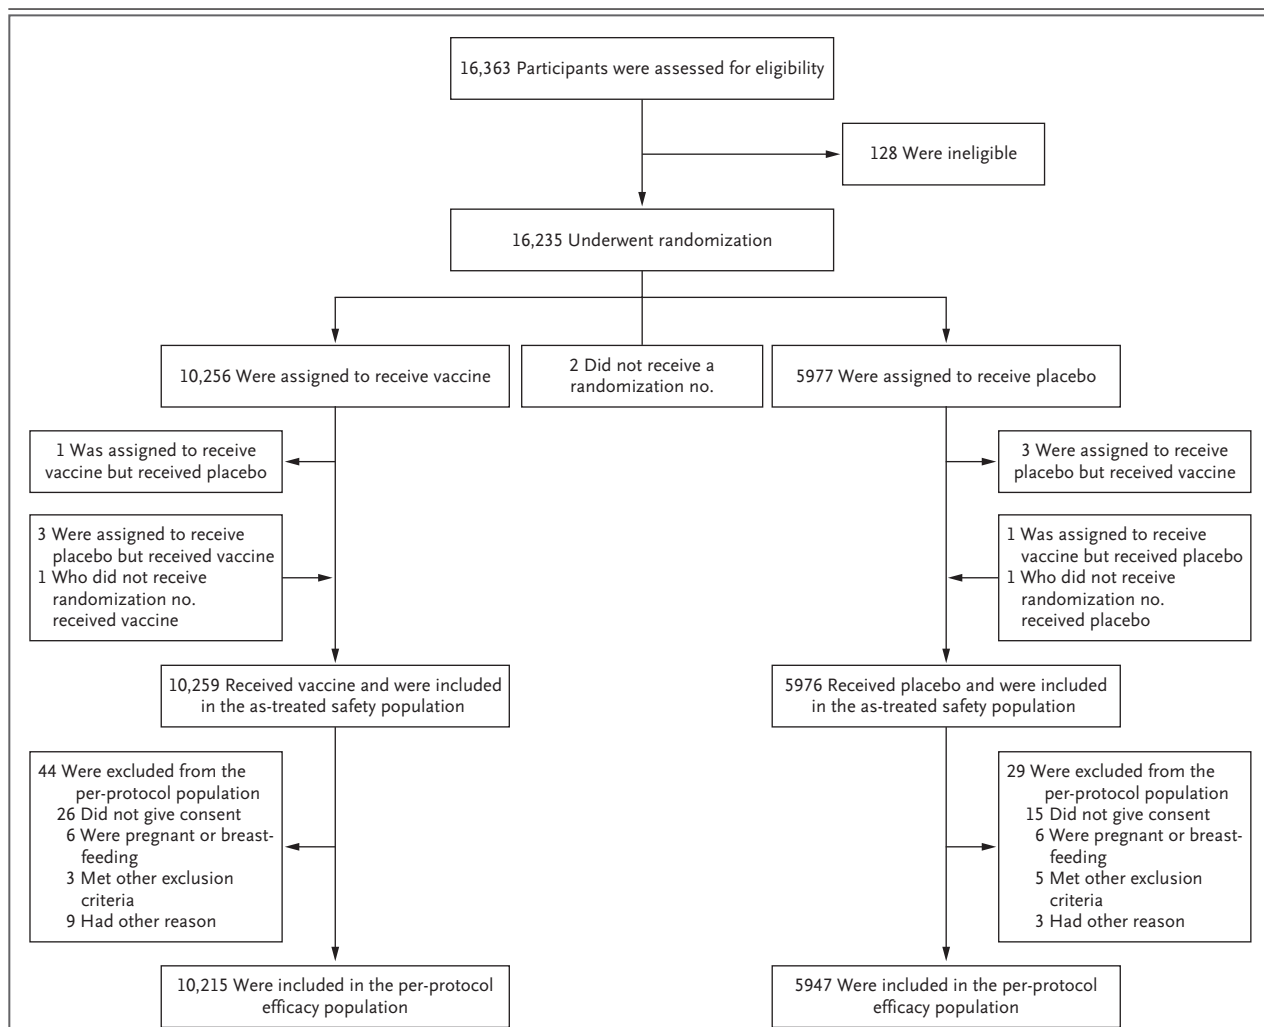 16,363 Participants were assessed for eligibility
128 Were ineligible
16,235 Underwent randomization
10,256 Were assigned to receive vaccine
2 Did not receive a
randomization no.
5977 Were assigned to receive placebo
1 Was assigned to receive
vaccine but received placebo
3 Were assigned to receive
placebo but received vaccine
3 Were assigned to receive
placebo but received vaccine
1 Who did not receive
randomization no.
received vaccine
1 Was assigned to receive
vaccine but received placebo
1 Who did not receive
randomization no.
received placebo
10,259 Received vaccine and were included
in the as-treated safety population
5976 Received placebo and were included
in the as-treated safety population
44 Were excluded from the
per-protocol population
26 Did not give consent
6 Were pregnant or breast-
feeding
3 Met other exclusion
criteria
9 Had other reason
29 Were excluded from the
per-protocol population
15 Did not give consent
6 Were pregnant or breast-
feeding
5 Met other exclusion
criteria
3 Had other reason
10,215 Were included in the per-protocol
efficacy population
5947 Were included in the per-protocol
efficacy population